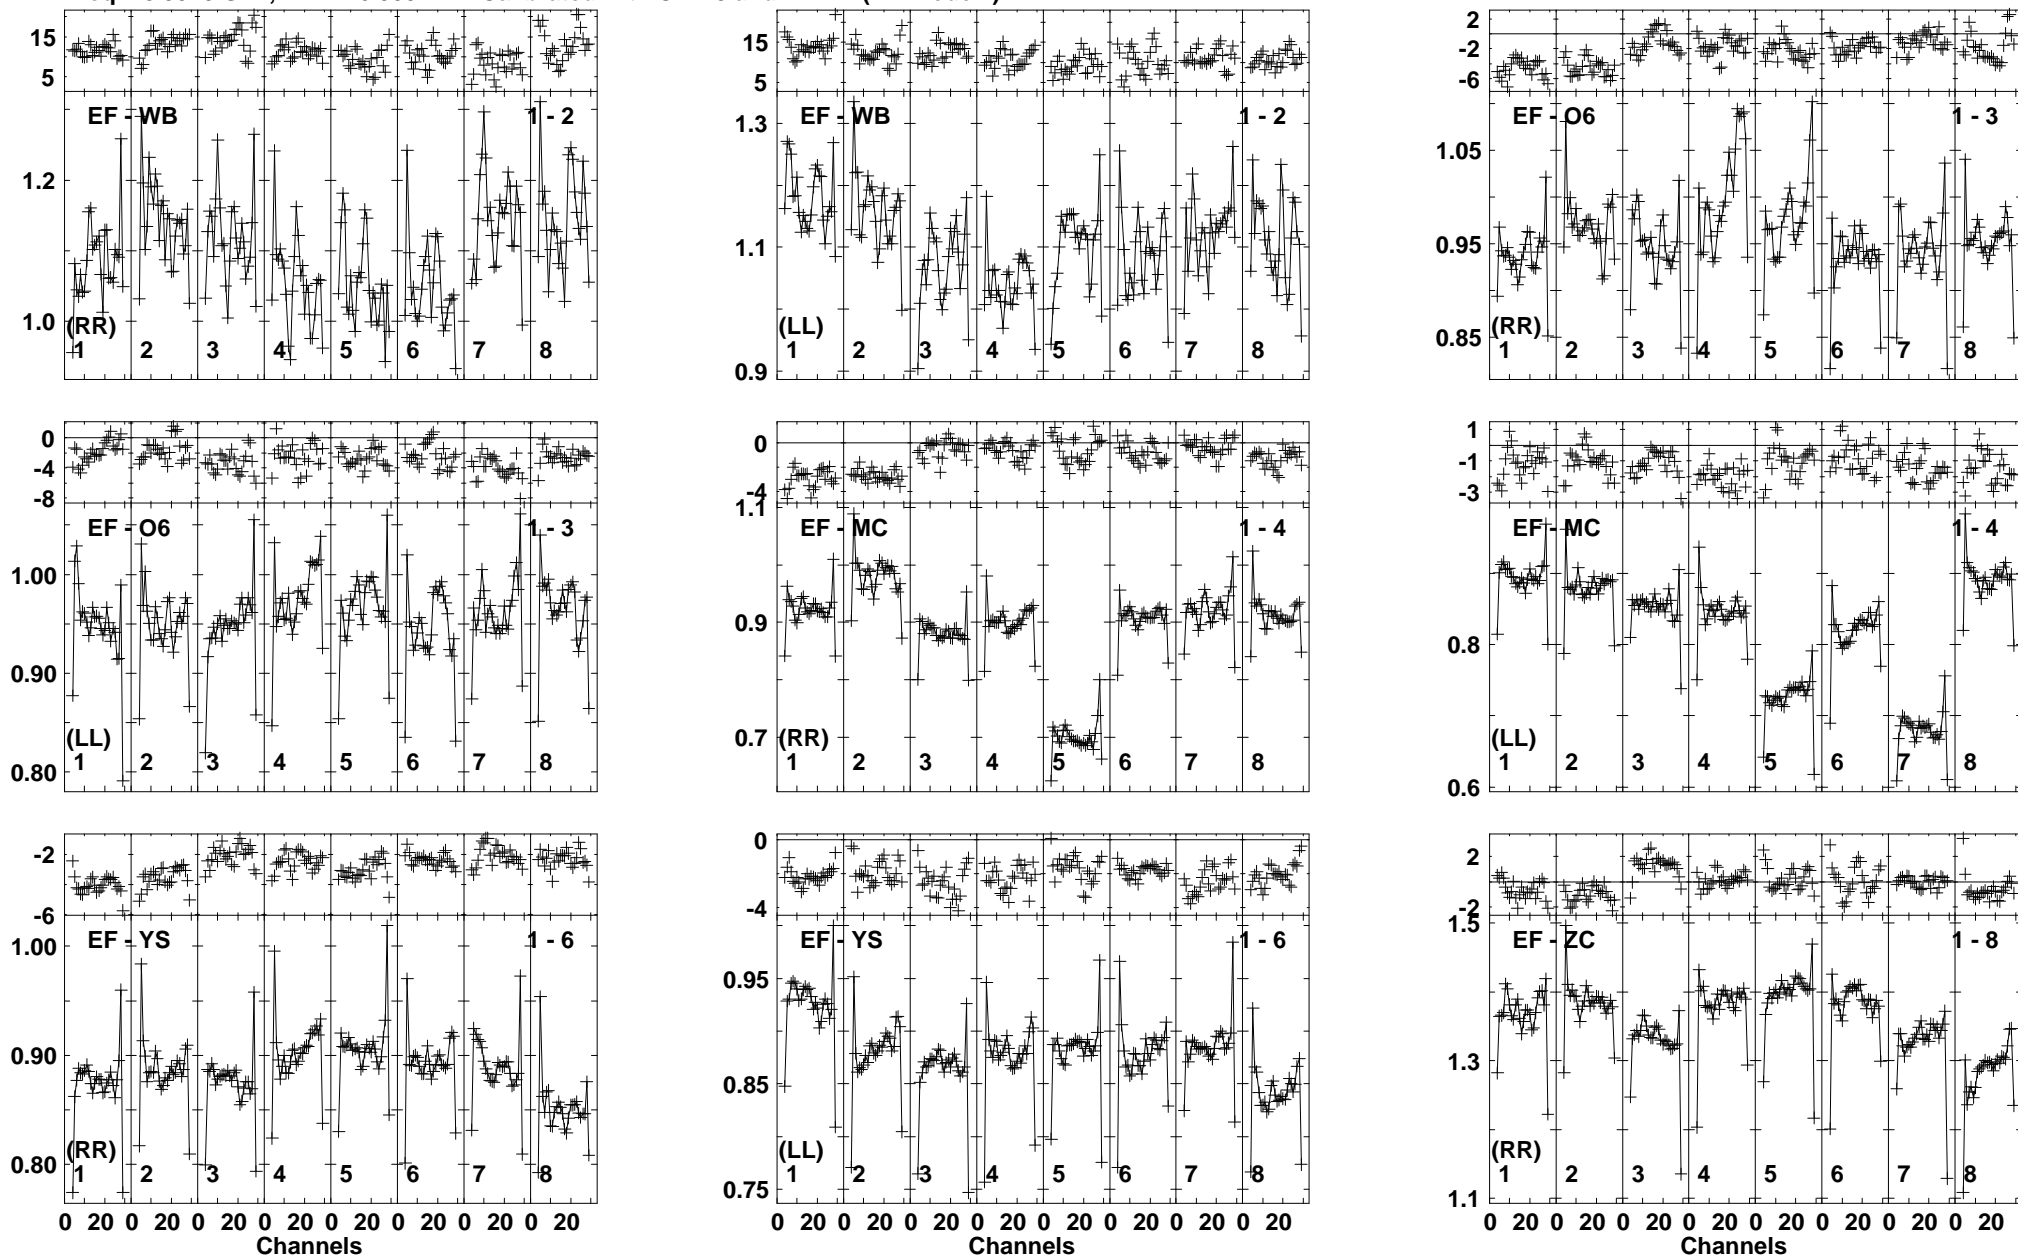 15
5
EF - WB
1 - 2
1.2
1.0
(RR)
1 2 3 4 5 6 7 8
15
5
EF - WB
1 - 2
1.3
1.1
0.9
(LL)
1 2 3 4 5 6 7 8
2
-2
-6
EF - O6
1 - 3
1.05
0.95
0.85
(RR)
1 2 3 4 5 6 7 8
0
-4
-8
EF - O6
1 - 3
1.00
0.90
0.80
(LL)
1 2 3 4 5 6 7 8
0
-4
1.1
EF - MC
1 - 4
0.9
0.7
(RR)
1 2 3 4 5 6 7 8
1
-1
-3
EF - MC
1 - 4
0.8
0.6
(LL)
1 2 3 4 5 6 7 8
-2
-6
EF - YS
1 - 6
1.00
0.90
0.80
(RR)
1 2 3 4 5 6 7 8
0 20 0 20 0 20 0 20 0 20 0 20 0 20 0 20
Channels
0
-4
EF - YS
1 - 6
0.95
0.85
0.75
(LL)
1 2 3 4 5 6 7 8
0 20 0 20 0 20 0 20 0 20 0 20 0 20 0 20
Channels
2
-2
1.5
EF - ZC
1 - 8
1.3
1.1
(RR)
1 2 3 4 5 6 7 8
0 20 0 20 0 20 0 20 0 20 0 20 0 20 0 20
Channels